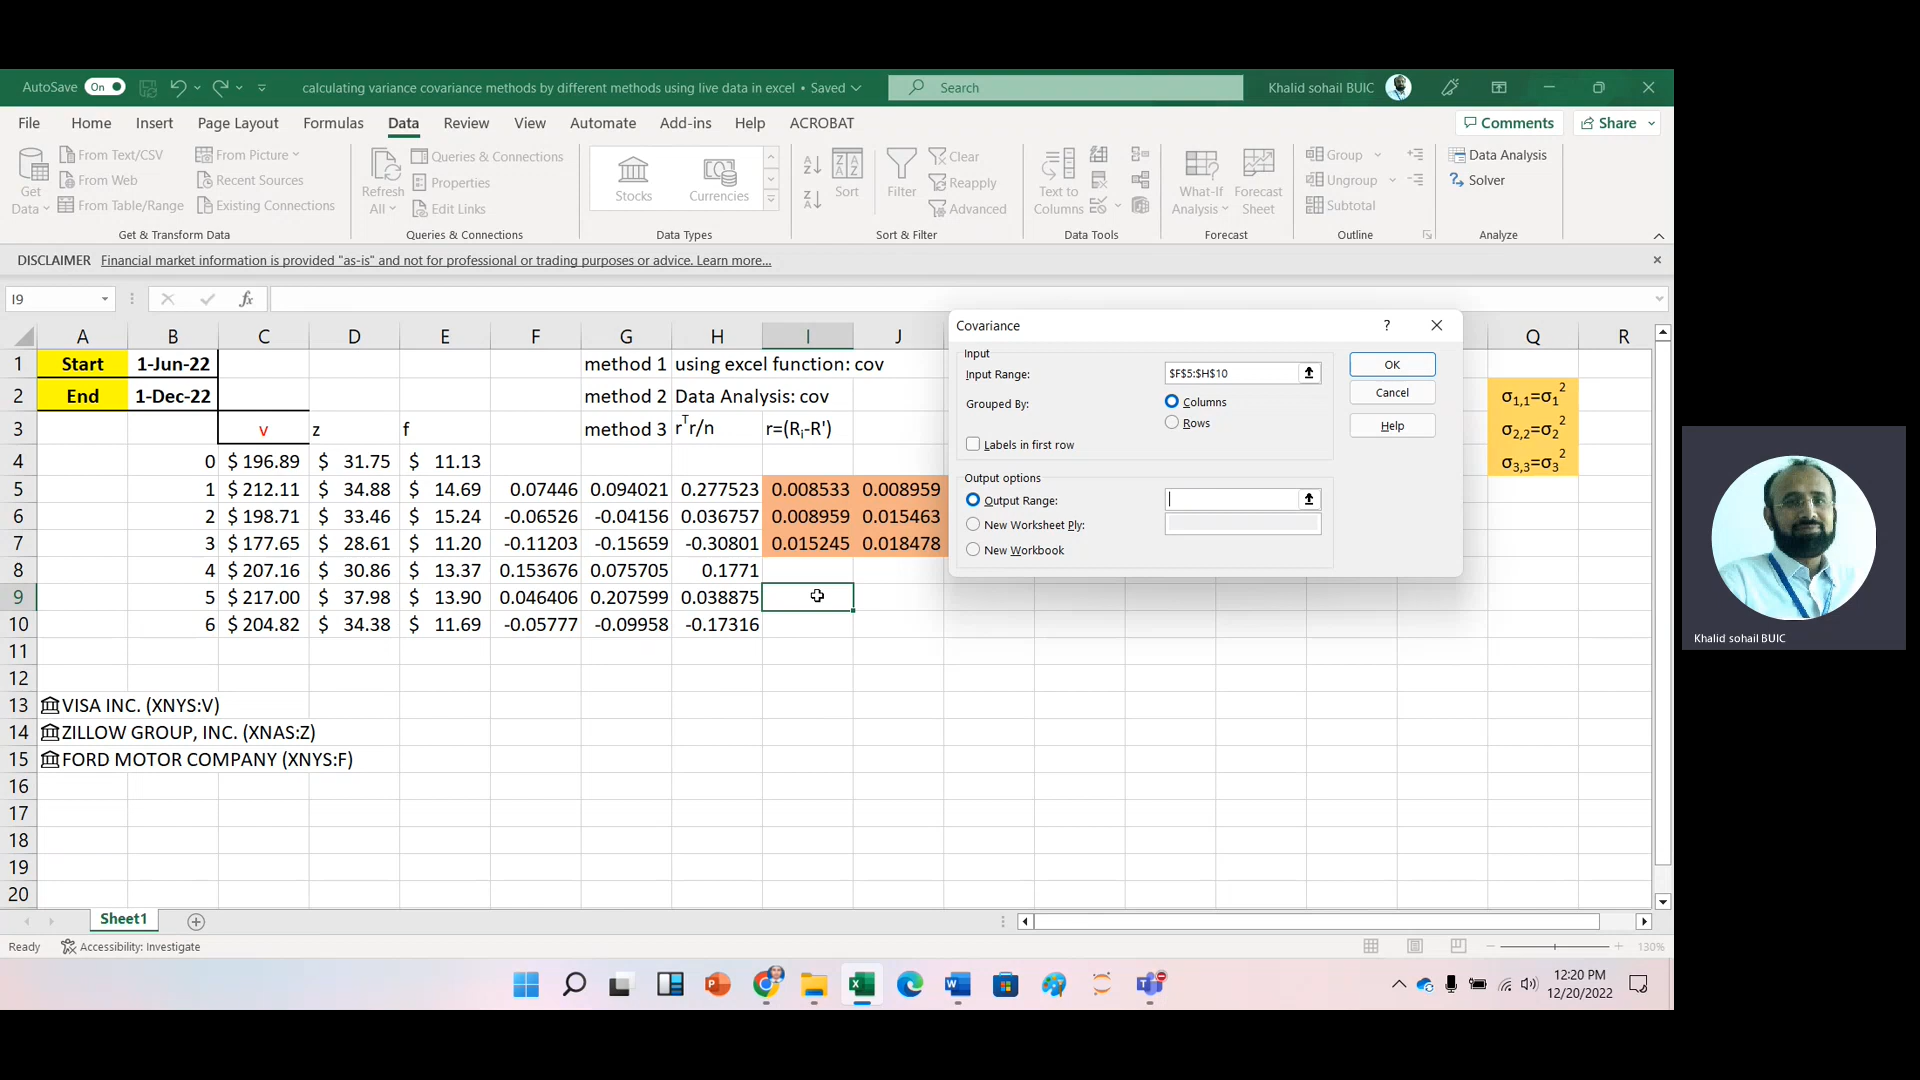 AutoSave On calculating variance covariance methods by different methods using live data in excel • Saved Search Khalid sohail BUIC
File Home Insert Page Layout Formulas Data Review View Automate Add-ins Help ACROBAT Comments Share
Get Data
From Text/CSV
From Web
From Table/Range
From Picture
Recent Sources
Existing Connections
Get & Transform Data
Refresh All
Queries & Connections
Properties
Edit Links
Queries & Connections
Stocks Currencies
Data Types
Sort
Filter
Clear
Reapply
Advanced
Sort & Filter
Text to Columns
Data Tools
What-If Analysis
Forecast Sheet
Forecast
Group
Ungroup
Subtotal
Outline
Data Analysis
Solver
Analyze
DISCLAIMER Financial market information is provided "as-is" and not for professional or trading purposes or advice. Learn more...
I9 fx
A B C D E F G H I J Q R
1 Start 1-Jun-22 method 1 using excel function: cov
2 End 1-Dec-22 method 2 Data Analysis: cov σ1,1=σ1²
3 v z f method 3 rᵀr/n r=(Ri-R') σ2,2=σ2²
4 0 $ 196.89 $ 31.75 $ 11.13 σ3,3=σ3²
5 1 $ 212.11 $ 34.88 $ 14.69 0.07446 0.094021 0.277523 0.008533 0.008959
6 2 $ 198.71 $ 33.46 $ 15.24 -0.06526 -0.04156 0.036757 0.008959 0.015463
7 3 $ 177.65 $ 28.61 $ 11.20 -0.11203 -0.15659 -0.30801 0.015245 0.018478
8 4 $ 207.16 $ 30.86 $ 13.37 0.153676 0.075705 0.1771
9 5 $ 217.00 $ 37.98 $ 13.90 0.046406 0.207599 0.038875
10 6 $ 204.82 $ 34.38 $ 11.69 -0.05777 -0.09958 -0.17316
11
12
13 VISA INC. (XNYS:V)
14 ZILLOW GROUP, INC. (XNAS:Z)
15 FORD MOTOR COMPANY (XNYS:F)
16
17
18
19
20
Covariance ?
Input
Input Range: $F$5:$H$10
Grouped By: Columns
Rows
Labels in first row
Output options
Output Range:
New Worksheet Ply:
New Workbook
OK
Cancel
Help
Khalid sohail BUIC
Sheet1
Ready Accessibility: Investigate 130%
12:20 PM
12/20/2022